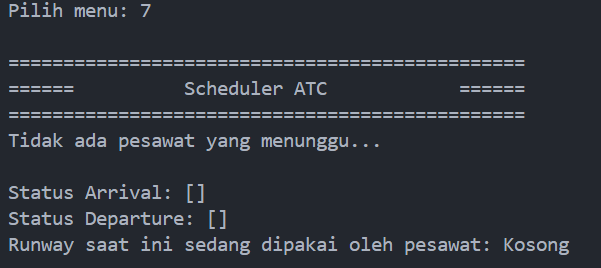 Pilih menu: 7
===============================================
======          Scheduler ATC            ======
===============================================
Tidak ada pesawat yang menunggu...
Status Arrival: []
Status Departure: []
Runway saat ini sedang dipakai oleh pesawat: Kosong